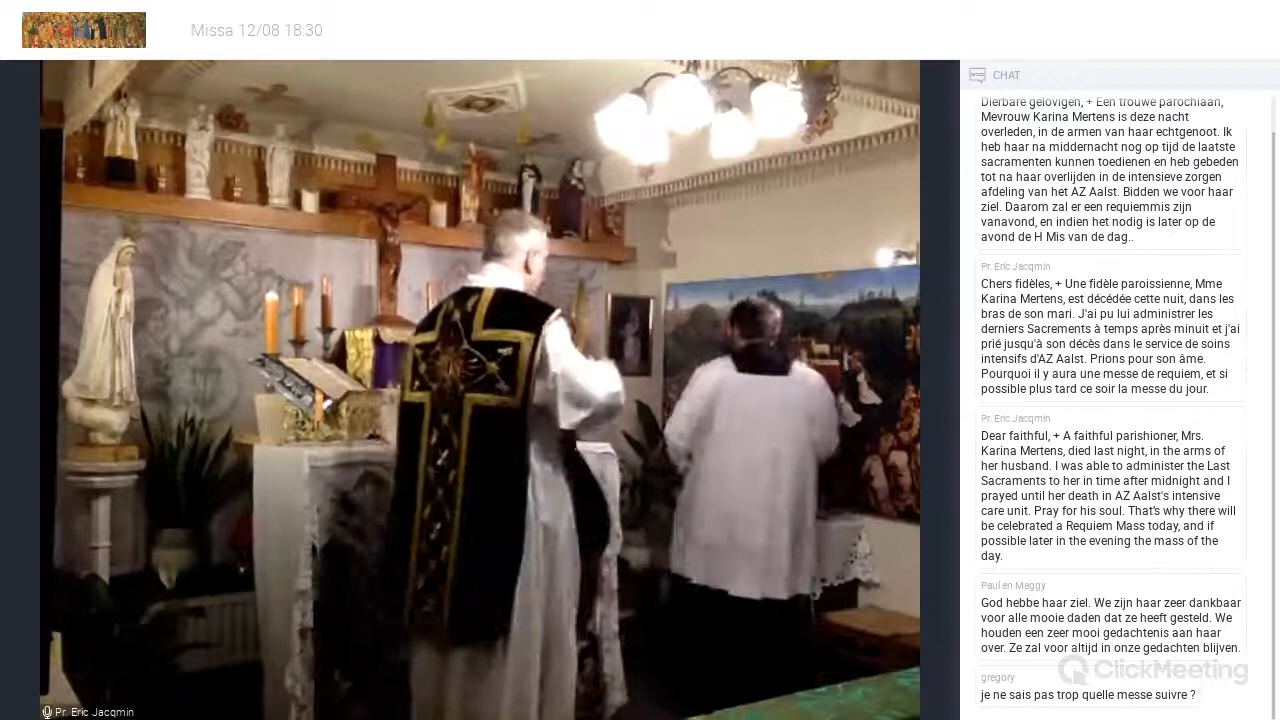 Missa 12/08 18:30
CHAT
Dierbare gelovigen, + Een trouwe parochiaan,
Mevrouw Karina Mertens is deze nacht
overleden, in de armen van haar echtgenoot. Ik
heb haar na middernacht nog op tijd de laatste
sacramenten kunnen toedienen en heb gebeden
tot na haar overlijden in de intensieve zorgen
afdeling van het AZ Aalst. Bidden we voor haar
ziel. Daarom zal er een requiemmis zijn
vanavond, en indien het nodig is later op de
avond de H Mis van de dag..
Pr. Eric Jacqmin
Chers fidèles, + Une fidèle paroissienne, Mme
Karina Mertens, est décédée cette nuit, dans les
bras de son mari. J'ai pu lui administrer les
derniers Sacrements à temps après minuit et j'ai
prié jusqu'à son décès dans le service de soins
intensifs d'AZ Aalst. Prions pour son âme.
Pourquoi il y aura une messe de requiem, et si
possible plus tard ce soir la messe du jour.
Pr. Eric Jacqmin
Dear faithful, + A faithful parishioner, Mrs.
Karina Mertens, died last night, in the arms of
her husband. I was able to administer the Last
Sacraments to her in time after midnight and I
prayed until her death in AZ Aalst's intensive
care unit. Pray for his soul. That's why there will
be celebrated a Requiem Mass today, and if
possible later in the evening the mass of the
day.
Paul en Maggy
God hebbe haar ziel. We zijn haar zeer dankbaar
voor alle mooie daden dat ze heeft gesteld. We
houden een zeer mooi gedachtenis aan haar
over. Ze zal voor altijd in onze gedachten blijven.
ClickMeeting
gregory
je ne sais pas trop quelle messe suivre ?
Pr. Eric Jacqmin